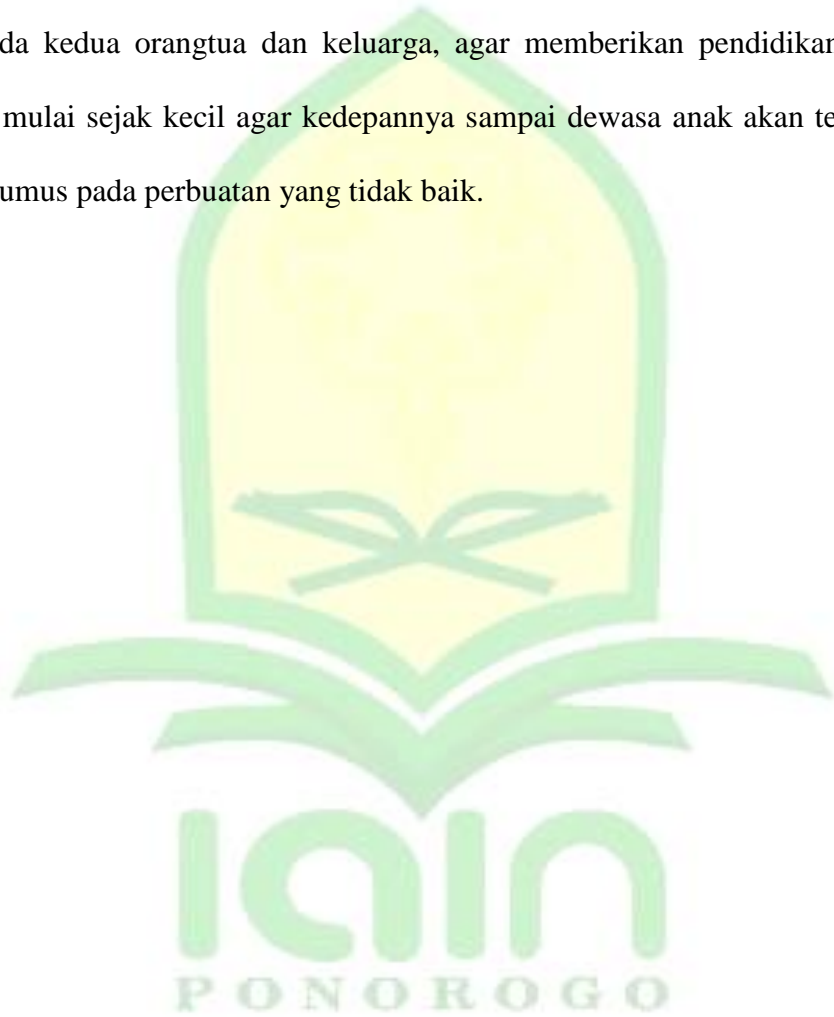 da kedua orangtua dan keluarga, agar memberikan pendidikan
mulai sejak kecil agar kedepannya sampai dewasa anak akan te
umus pada perbuatan yang tidak baik.
iain
PONOROGO